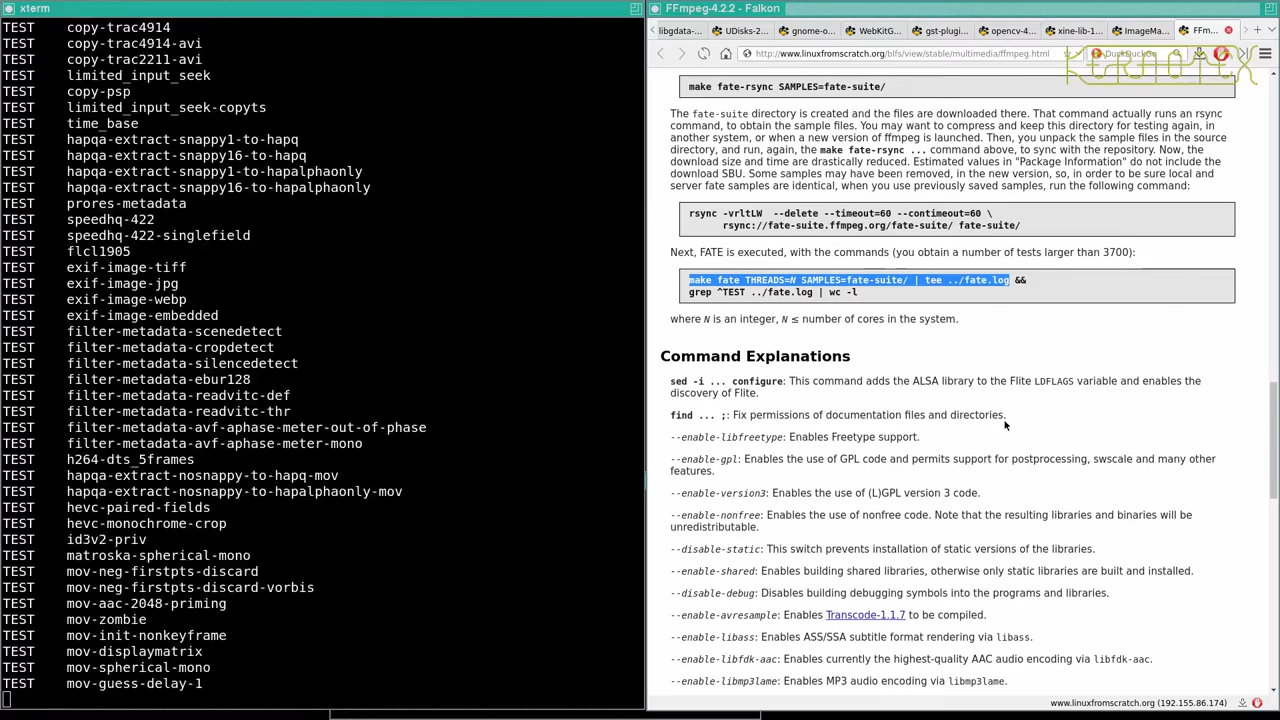 xterm
TEST copy-trac4914
TEST copy-trac4914-avi
TEST copy-trac2211-avi
TEST limited_input_seek
TEST copy-psp
TEST limited_input_seek-copyts
TEST time_base
TEST hapqa-extract-snappy1-to-hapq
TEST hapqa-extract-snappy16-to-hapq
TEST hapqa-extract-snappy1-to-hapalphaonly
TEST hapqa-extract-snappy16-to-hapalphaonly
TEST prores-metadata
TEST speedhq-422
TEST speedhq-422-singlefield
TEST flcl1905
TEST exif-image-tiff
TEST exif-image-jpg
TEST exif-image-webp
TEST exif-image-embedded
TEST filter-metadata-scenedetect
TEST filter-metadata-cropdetect
TEST filter-metadata-silencedetect
TEST filter-metadata-ebur128
TEST filter-metadata-readvitc-def
TEST filter-metadata-readvitc-thr
TEST filter-metadata-avf-aphase-meter-out-of-phase
TEST filter-metadata-avf-aphase-meter-mono
TEST h264-dts_5frames
TEST hapqa-extract-nosnappy-to-hapq-mov
TEST hapqa-extract-nosnappy-to-hapalphaonly-mov
TEST hevc-paired-fields
TEST hevc-monochrome-crop
TEST id3v2-priv
TEST matroska-spherical-mono
TEST mov-neg-firstpts-discard
TEST mov-neg-firstpts-discard-vorbis
TEST mov-aac-2048-priming
TEST mov-zombie
TEST mov-init-nonkeyframe
TEST mov-displaymatrix
TEST mov-spherical-mono
TEST mov-guess-delay-1
FFmpeg-4.2.2 - Falkon
libgdata-... UDisks-2... gnome-o... WebKitG... gst-plugi... opencv-4... xine-lib-1... ImageMa... FFm...
http://www.linuxfromscratch.org/blfs/view/stable/multimedia/ffmpeg.html DuckDuckGo
make fate-rsync SAMPLES=fate-suite/
The fate-suite directory is created and the files are downloaded there. That command actually runs an rsync
command, to obtain the sample files. You may want to compress and keep this directory for testing again, in
another system, or when a new version of ffmpeg is launched. Then, you unpack the sample files in the source
directory, and run, again, the make fate-rsync ... command above, to sync with the repository. Now, the
download size and time are drastically reduced. Estimated values in "Package Information" do not include the
download SBU. Some samples may have been removed, in the new version, so, in order to be sure local and
server fate samples are identical, when you use previously saved samples, run the following command:
rsync -vrltLW --delete --timeout=60 --contimeout=60 \
rsync://fate-suite.ffmpeg.org/fate-suite/ fate-suite/
Next, FATE is executed, with the commands (you obtain a number of tests larger than 3700):
make fate THREADS=N SAMPLES=fate-suite/ | tee ../fate.log &&
grep ^TEST ../fate.log | wc -l
where N is an integer, N ≤ number of cores in the system.
Command Explanations
sed -i ... configure: This command adds the ALSA library to the Flite LDFLAGS variable and enables the
discovery of Flite.
find ... ;: Fix permissions of documentation files and directories.
--enable-libfreetype: Enables Freetype support.
--enable-gpl: Enables the use of GPL code and permits support for postprocessing, swscale and many other
features.
--enable-version3: Enables the use of (L)GPL version 3 code.
--enable-nonfree: Enables the use of nonfree code. Note that the resulting libraries and binaries will be
unredistributable.
--disable-static: This switch prevents installation of static versions of the libraries.
--enable-shared: Enables building shared libraries, otherwise only static libraries are built and installed.
--disable-debug: Disables building debugging symbols into the programs and libraries.
--enable-avresample: Enables Transcode-1.1.7 to be compiled.
--enable-libass: Enables ASS/SSA subtitle format rendering via libass.
--enable-libfdk-aac: Enables currently the highest-quality AAC audio encoding via libfdk-aac.
--enable-libmp3lame: Enables MP3 audio encoding via libmp3lame.
www.linuxfromscratch.org (192.155.86.174)